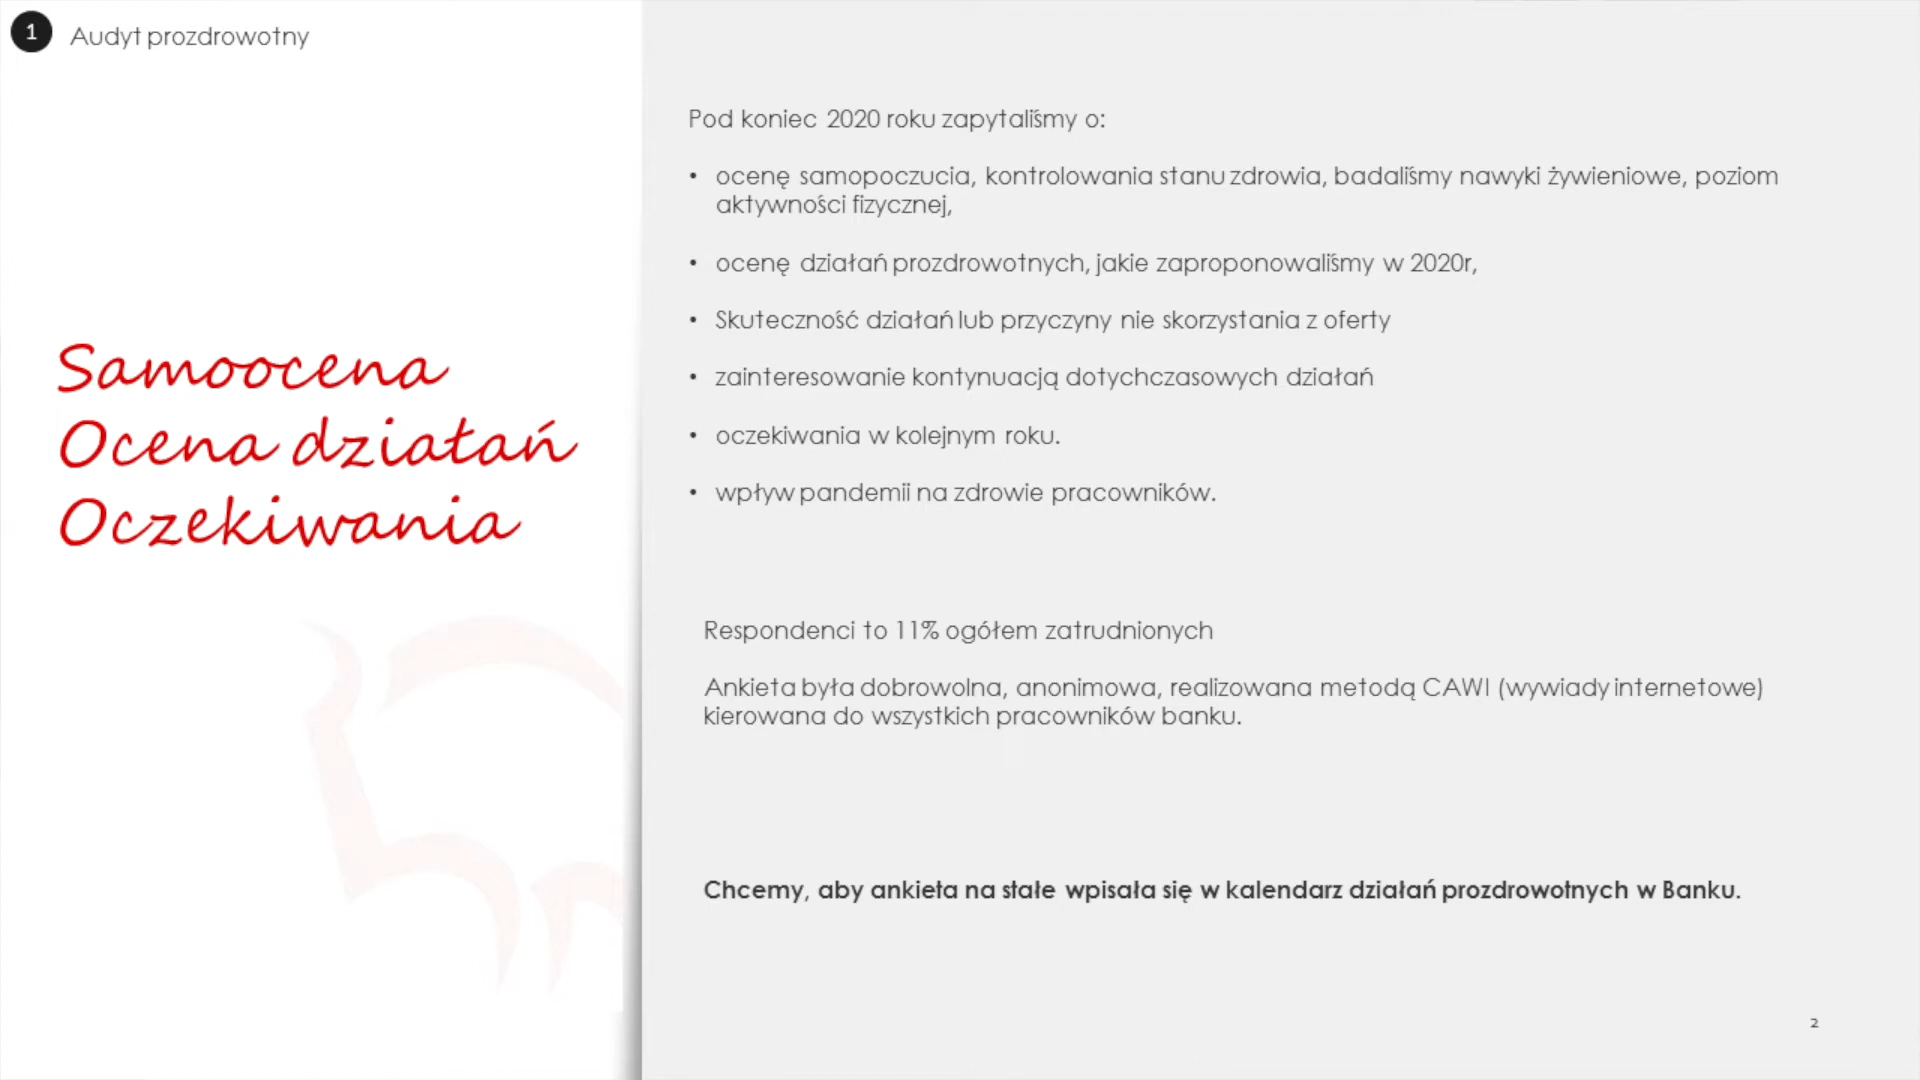 1 Audyt prozdrowotny
Samoocena
Ocena działań
Oczekiwania
Pod koniec 2020 roku zapytaliśmy o:
• ocenę samopoczucia, kontrolowania stanu zdrowia, badaliśmy nawyki żywieniowe, poziom
aktywności fizycznej,
• ocenę działań prozdrowotnych, jakie zaproponowaliśmy w 2020r,
• Skuteczność działań lub przyczyny nie skorzystania z oferty
• zainteresowanie kontynuacją dotychczasowych działań
• oczekiwania w kolejnym roku.
• wpływ pandemii na zdrowie pracowników.
Respondenci to 11% ogółem zatrudnionych
Ankieta była dobrowolna, anonimowa, realizowana metodą CAWI (wywiady internetowe)
kierowana do wszystkich pracowników banku.
Chcemy, aby ankieta na stałe wpisała się w kalendarz działań prozdrowotnych w Banku.
2